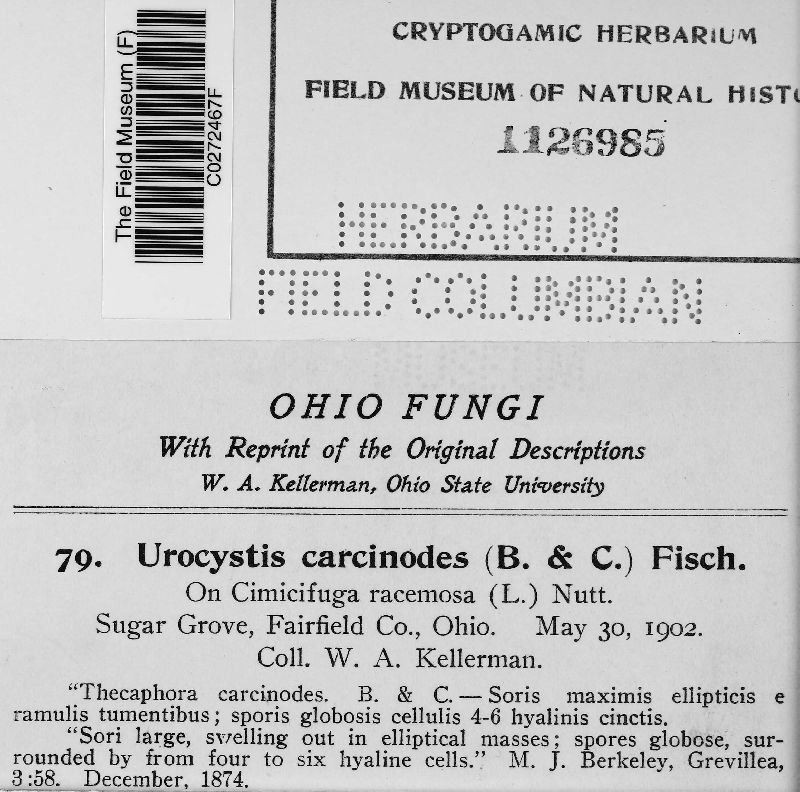 The Field Museum (F)
C0272467F
CRYPTOGAMIC HERBARIUM
FIELD MUSEUM OF NATURAL HISTO
1126985
HERBARIUM
FIELD COLUMBIAN
MUSEUM
OHIO FUNGI
With Reprint of the Original Descriptions
W. A. Kellerman, Ohio State University
79. Urocystis carcinodes (B. & C.) Fisch.
On Cimicifuga racemosa (L.) Nutt.
Sugar Grove, Fairfield Co., Ohio. May 30, 1902.
Coll. W. A. Kellerman.
“Thecaphora carcinodes. B. & C. — Soris maximis ellipticis e
ramulis tumentibus; sporis globosis cellulis 4-6 hyalinis cinctis.
“Sori large, swelling out in elliptical masses; spores globose, sur-
rounded by from four to six hyaline cells.” M. J. Berkeley, Grevillea,
3:58. December, 1874.